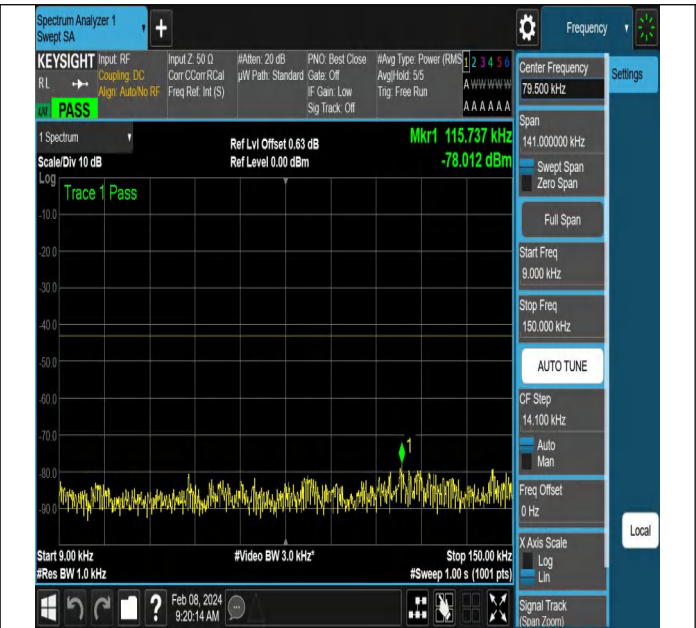 Spectrum Analyzer 1
Swept SA
+
Frequency
KEYSIGHT
RL
PASS
Input: RF
Coupling: DC
Align: Auto/No RF
Input Z: 50 Ω
Corr CCorr RCal
Freq Ref: Int (S)
#Atten: 20 dB
µW Path: Standard
PNO: Best Close
Gate: Off
IF Gain: Low
Sig Track: Off
#Avg Type: Power (RMS
Avg|Hold: 5/5
Trig: Free Run
1 2 3 4 5 6
A W W W W W
A A A A A A
1 Spectrum
Scale/Div 10 dB
Ref Lvl Offset 0.63 dB
Ref Level 0.00 dBm
Mkr1 115.737 kHz
-78.012 dBm
Log
Trace 1 Pass
-10.0
-20.0
-30.0
-40.0
-50.0
-60.0
-70.0
-80.0
-90.0
1
Start 9.00 kHz
#Video BW 3.0 kHz*
Stop 150.00 kHz
#Res BW 1.0 kHz
#Sweep 1.00 s (1001 pts)
Feb 08, 2024
9:20:14 AM
Settings
Center Frequency
79.500 kHz
Span
141.000000 kHz
Swept Span
Zero Span
Full Span
Start Freq
9.000 kHz
Stop Freq
150.000 kHz
AUTO TUNE
CF Step
14.100 kHz
Auto
Man
Freq Offset
0 Hz
X Axis Scale
Log
Lin
Signal Track
(Span Zoom)
Local